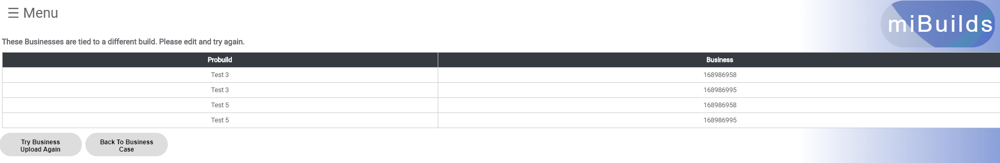 ☰ Menu
miBuilds
These Businesses are tied to a different build. Please edit and try again.
Probuild Business
Test 3 168986958
Test 3 168986995
Test 5 168986958
Test 5 168986995
Try Business
Upload Again
Back To Business
Case